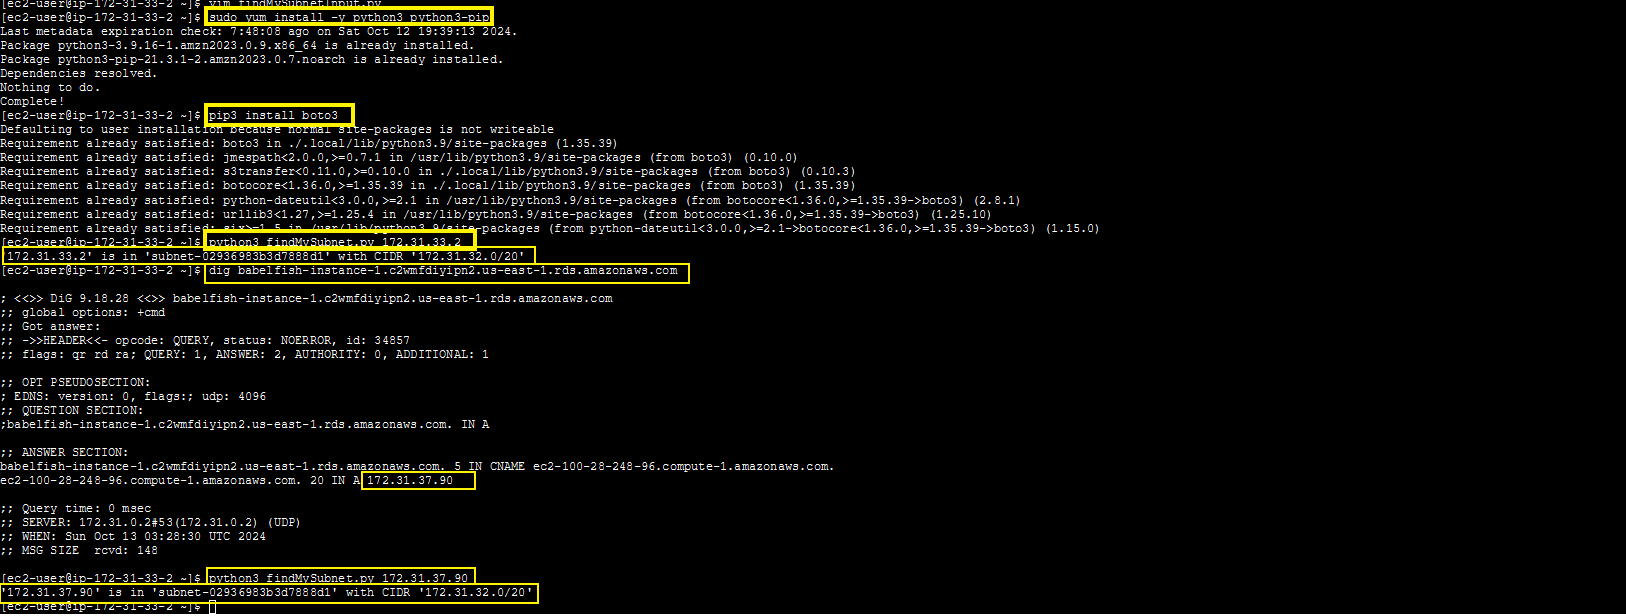 [ec2-user@ip-172-31-33-2 ~]$ vim findMySubnetInput.py
[ec2-user@ip-172-31-33-2 ~]$ sudo yum install -y python3 python3-pip
Last metadata expiration check: 7:48:08 ago on Sat Oct 12 19:39:13 2024.
Package python3-3.9.16-1.amzn2023.0.9.x86_64 is already installed.
Package python3-pip-21.3.1-2.amzn2023.0.7.noarch is already installed.
Dependencies resolved.
Nothing to do.
Complete!
[ec2-user@ip-172-31-33-2 ~]$ pip3 install boto3
Defaulting to user installation because normal site-packages is not writeable
Requirement already satisfied: boto3 in ./.local/lib/python3.9/site-packages (1.35.39)
Requirement already satisfied: jmespath<2.0.0,>=0.7.1 in /usr/lib/python3.9/site-packages (from boto3) (0.10.0)
Requirement already satisfied: s3transfer<0.11.0,>=0.10.0 in ./.local/lib/python3.9/site-packages (from boto3) (0.10.3)
Requirement already satisfied: botocore<1.36.0,>=1.35.39 in ./.local/lib/python3.9/site-packages (from boto3) (1.35.39)
Requirement already satisfied: python-dateutil<3.0.0,>=2.1 in /usr/lib/python3.9/site-packages (from botocore<1.36.0,>=1.35.39->boto3) (2.8.1)
Requirement already satisfied: urllib3<1.27,>=1.25.4 in /usr/lib/python3.9/site-packages (from botocore<1.36.0,>=1.35.39->boto3) (1.25.10)
Requirement already satisfied: six>=1.5 in /usr/lib/python3.9/site-packages (from python-dateutil<3.0.0,>=2.1->botocore<1.36.0,>=1.35.39->boto3) (1.15.0)
[ec2-user@ip-172-31-33-2 ~]$ python3 findMySubnet.py 172.31.33.2
'172.31.33.2' is in 'subnet-02936983b3d7888d1' with CIDR '172.31.32.0/20'
[ec2-user@ip-172-31-33-2 ~]$ dig babelfish-instance-1.c2wmfdiyipn2.us-east-1.rds.amazonaws.com
; <<>> DiG 9.18.28 <<>> babelfish-instance-1.c2wmfdiyipn2.us-east-1.rds.amazonaws.com
;; global options: +cmd
;; Got answer:
;; ->>HEADER<<- opcode: QUERY, status: NOERROR, id: 34857
;; flags: qr rd ra; QUERY: 1, ANSWER: 2, AUTHORITY: 0, ADDITIONAL: 1
;; OPT PSEUDOSECTION:
; EDNS: version: 0, flags:; udp: 4096
;; QUESTION SECTION:
;babelfish-instance-1.c2wmfdiyipn2.us-east-1.rds.amazonaws.com. IN A
;; ANSWER SECTION:
babelfish-instance-1.c2wmfdiyipn2.us-east-1.rds.amazonaws.com. 5 IN CNAME ec2-100-28-248-96.compute-1.amazonaws.com.
ec2-100-28-248-96.compute-1.amazonaws.com. 20 IN A 172.31.37.90
;; Query time: 0 msec
;; SERVER: 172.31.0.2#53(172.31.0.2) (UDP)
;; WHEN: Sun Oct 13 03:28:30 UTC 2024
;; MSG SIZE  rcvd: 148
[ec2-user@ip-172-31-33-2 ~]$ python3 findMySubnet.py 172.31.37.90
'172.31.37.90' is in 'subnet-02936983b3d7888d1' with CIDR '172.31.32.0/20'
[ec2-user@ip-172-31-33-2 ~]$